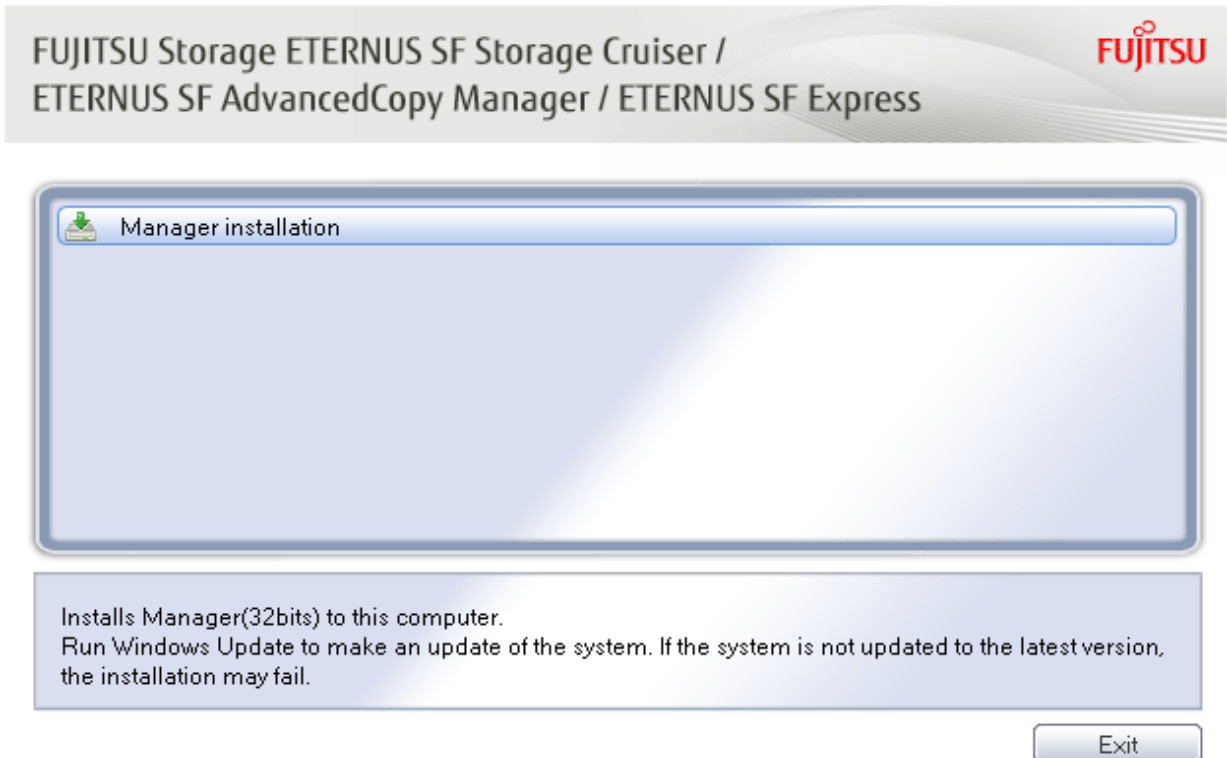 FUJITSU Storage ETERNUS SF Storage Cruiser /
ETERNUS SF AdvancedCopy Manager / ETERNUS SF Express
FUJITSU
Manager installation
Installs Manager(32bits) to this computer.
Run Windows Update to make an update of the system. If the system is not updated to the latest version,
the installation may fail.
Exit